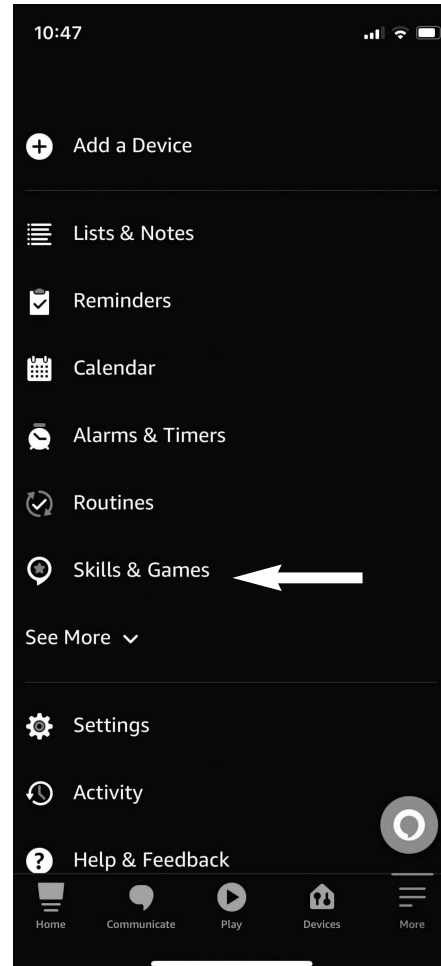 10:47
Add a Device
Lists & Notes
Reminders
Calendar
Alarms & Timers
Routines
Skills & Games
See More
Settings
Activity
Help & Feedback
Home Communicate Play Devices More